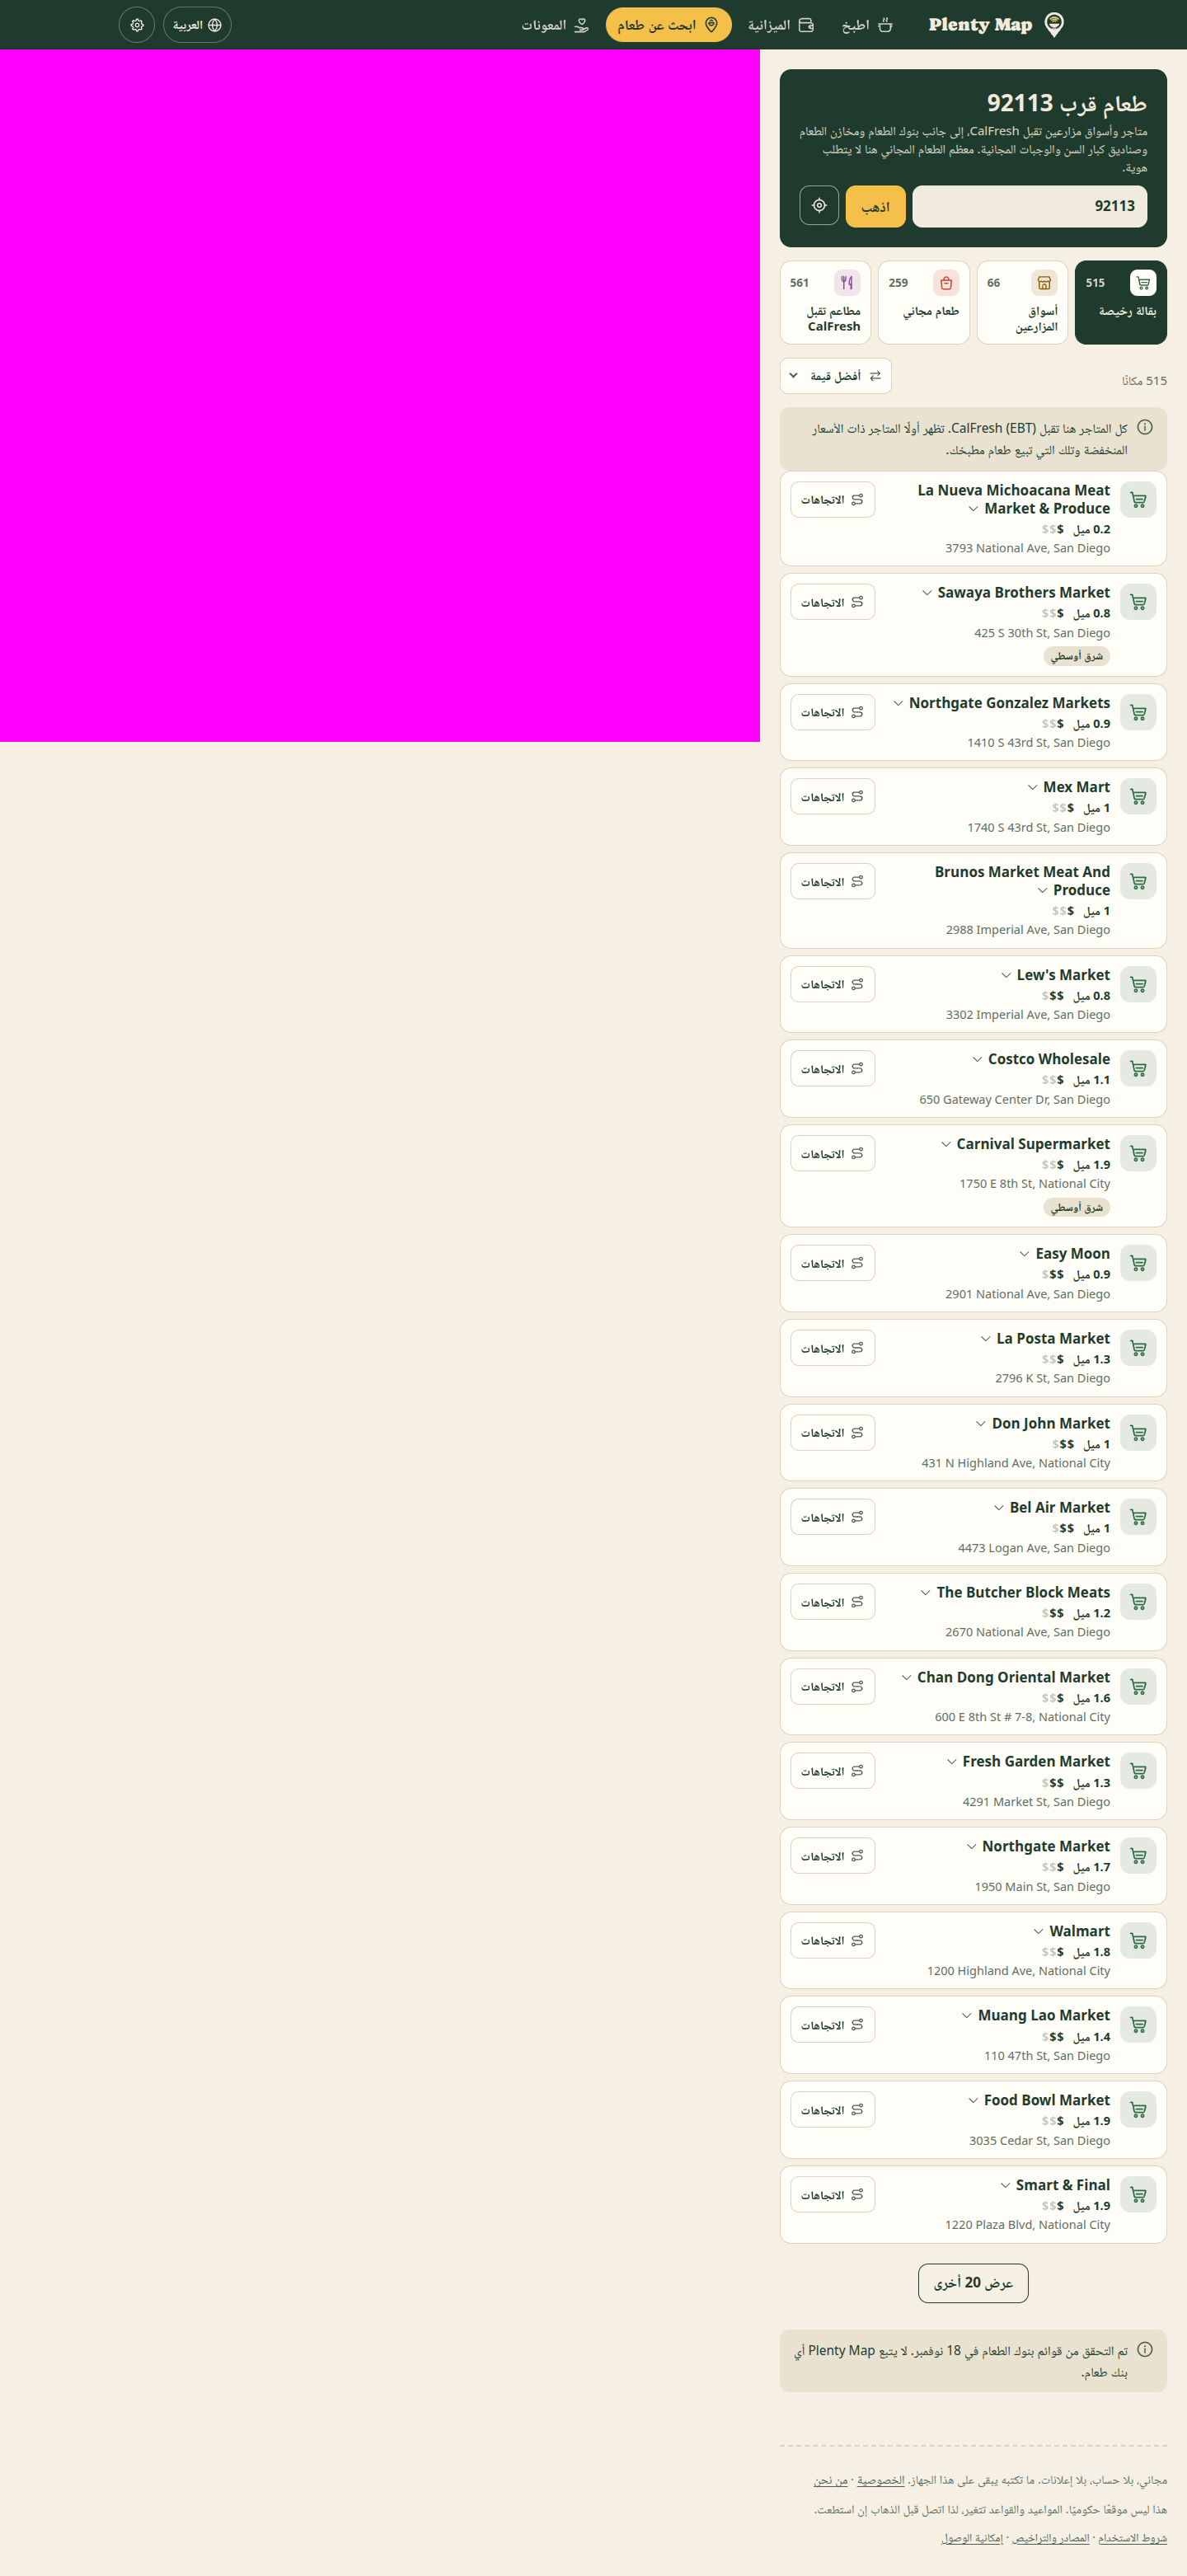 Plenty Map
اطبخ
الميزانية
ابحث عن طعام
المعونات
العربية
طعام قرب 92113
متاجر وأسواق مزارعين تقبل CalFresh، إلى جانب بنوك الطعام ومخازن الطعام
وصناديق كبار السن والوجبات المجانية. معظم الطعام المجاني هنا لا يتطلب
هوية.
92113
اذهب
515
بقالة رخيصة
66
أسواق
المزارعين
259
طعام مجاني
561
مطاعم تقبل
CalFresh
515 مكانًا
أفضل قيمة
كل المتاجر هنا تقبل CalFresh (EBT). تظهر أولًا المتاجر ذات الأسعار
المنخفضة وتلك التي تبيع طعام مطبخك.
La Nueva Michoacana Meat
Market & Produce
0.2 ميل $$$
3793 National Ave, San Diego
الاتجاهات
Sawaya Brothers Market
0.8 ميل $$$
425 S 30th St, San Diego
شرق أوسطي
الاتجاهات
Northgate Gonzalez Markets
0.9 ميل $$$
1410 S 43rd St, San Diego
الاتجاهات
Mex Mart
1 ميل $$$
1740 S 43rd St, San Diego
الاتجاهات
Brunos Market Meat And
Produce
1 ميل $$$
2988 Imperial Ave, San Diego
الاتجاهات
Lew's Market
0.8 ميل $$$
3302 Imperial Ave, San Diego
الاتجاهات
Costco Wholesale
1.1 ميل $$$
650 Gateway Center Dr, San Diego
الاتجاهات
Carnival Supermarket
1.9 ميل $$$
1750 E 8th St, National City
شرق أوسطي
الاتجاهات
Easy Moon
0.9 ميل $$$
2901 National Ave, San Diego
الاتجاهات
La Posta Market
1.3 ميل $$$
2796 K St, San Diego
الاتجاهات
Don John Market
1 ميل $$$
431 N Highland Ave, National City
الاتجاهات
Bel Air Market
1 ميل $$$
4473 Logan Ave, San Diego
الاتجاهات
The Butcher Block Meats
1.2 ميل $$$
2670 National Ave, San Diego
الاتجاهات
Chan Dong Oriental Market
1.6 ميل $$$
600 E 8th St # 7-8, National City
الاتجاهات
Fresh Garden Market
1.3 ميل $$$
4291 Market St, San Diego
الاتجاهات
Northgate Market
1.7 ميل $$$
1950 Main St, San Diego
الاتجاهات
Walmart
1.8 ميل $$$
1200 Highland Ave, National City
الاتجاهات
Muang Lao Market
1.4 ميل $$$
110 47th St, San Diego
الاتجاهات
Food Bowl Market
1.9 ميل $$$
3035 Cedar St, San Diego
الاتجاهات
Smart & Final
1.9 ميل $$$
1220 Plaza Blvd, National City
الاتجاهات
عرض 20 أخرى
تم التحقق من قوائم بنوك الطعام في 18 نوفمبر. لا يتبع Plenty Map أي
بنك طعام.
مجاني، بلا حساب، بلا إعلانات. ما تكتبه يبقى على هذا الجهاز. الخصوصية · من نحن
هذا ليس موقعًا حكوميًا. المواعيد والقواعد تتغير، لذا اتصل قبل الذهاب إن استطعت.
شروط الاستخدام · المصادر والتراخيص · إمكانية الوصول